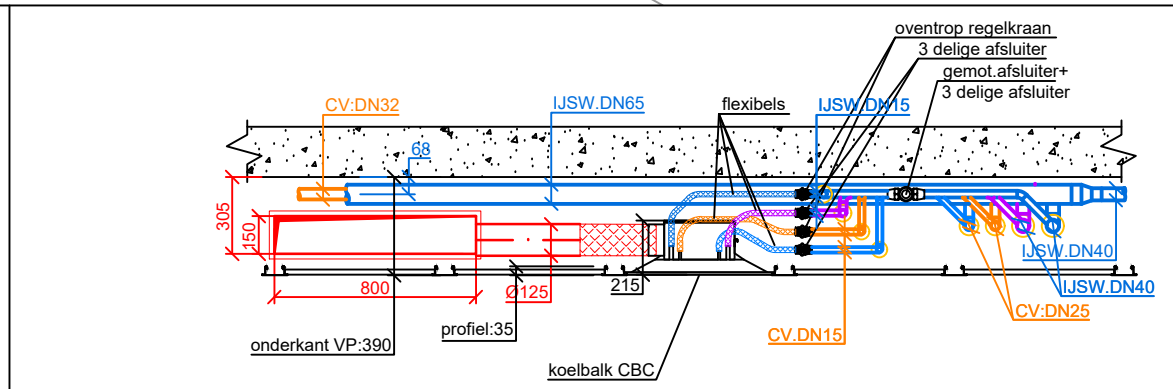 oventrop regelkraan
3 delige afsluiter
gemot.afsluiter+
3 delige afsluiter
CV:DN32
IJSW.DN65
flexibels
IJSW.DN15
68
305
150
800
Ø125
215
IJSW.DN40
IJSW.DN40
CV:DN25
profiel:35
CV.DN15
onderkant VP:390
koelbalk CBC